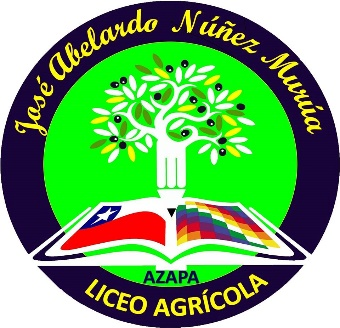 José Abelardo Núñez Murúa
AZAPA
LICEO AGRÍCOLA